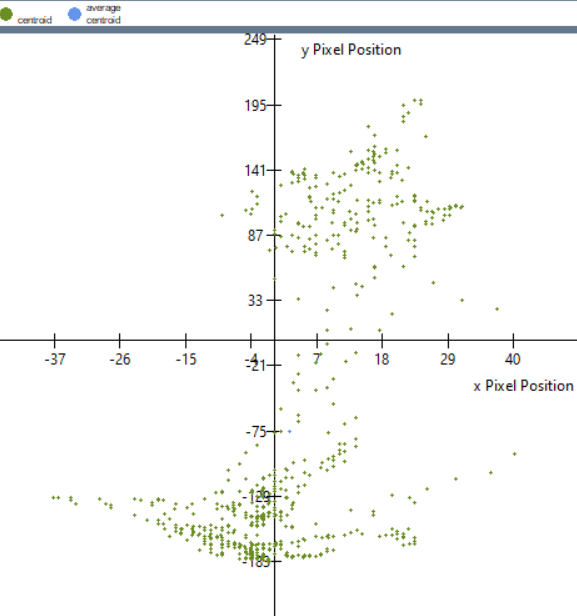 centroid
average
centroid
249
y Pixel Position
195
141
87
33
-37 -26 -15 -4 7 18 29 40
-21
x Pixel Position
-75
-129
-183